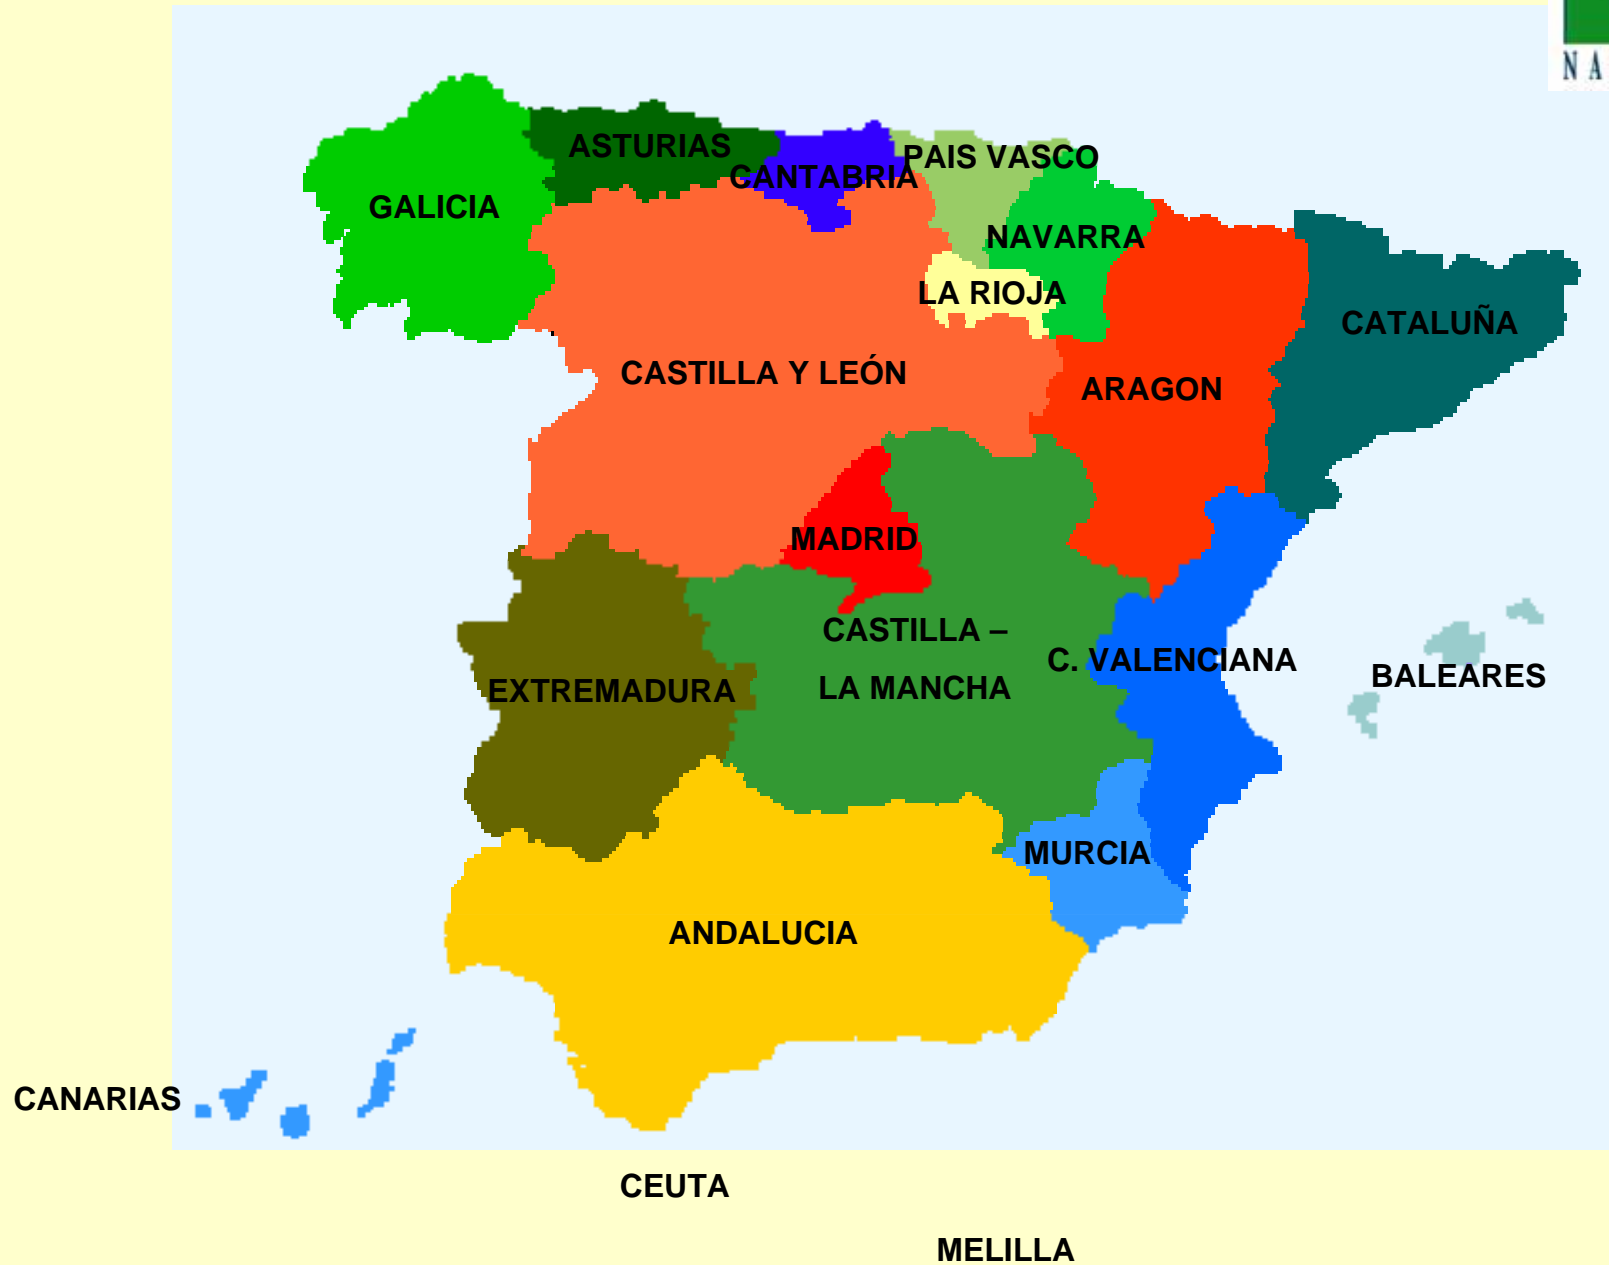 N A
ASTURIAS
PAIS VASCO
CANTABRIA
GALICIA
NAVARRA
LA RIOJA
CATALUÑA
CASTILLA Y LEÓN
ARAGON
MADRID
CASTILLA –
LA MANCHA
C. VALENCIANA
BALEARES
EXTREMADURA
MURCIA
ANDALUCIA
CANARIAS
CEUTA
MELILLA